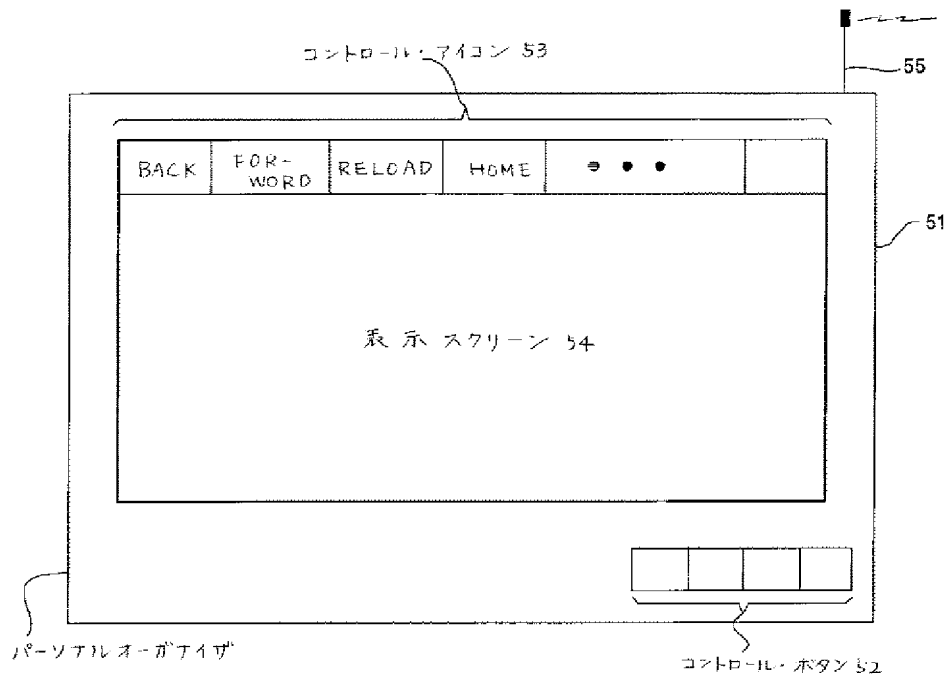 コントロール・アイコン 53
55
BACK
FOR-
WORD
RELOAD
HOME
51
表示スクリーン 54
パーソナルオーガナイザ
コントロール・ボタン 52